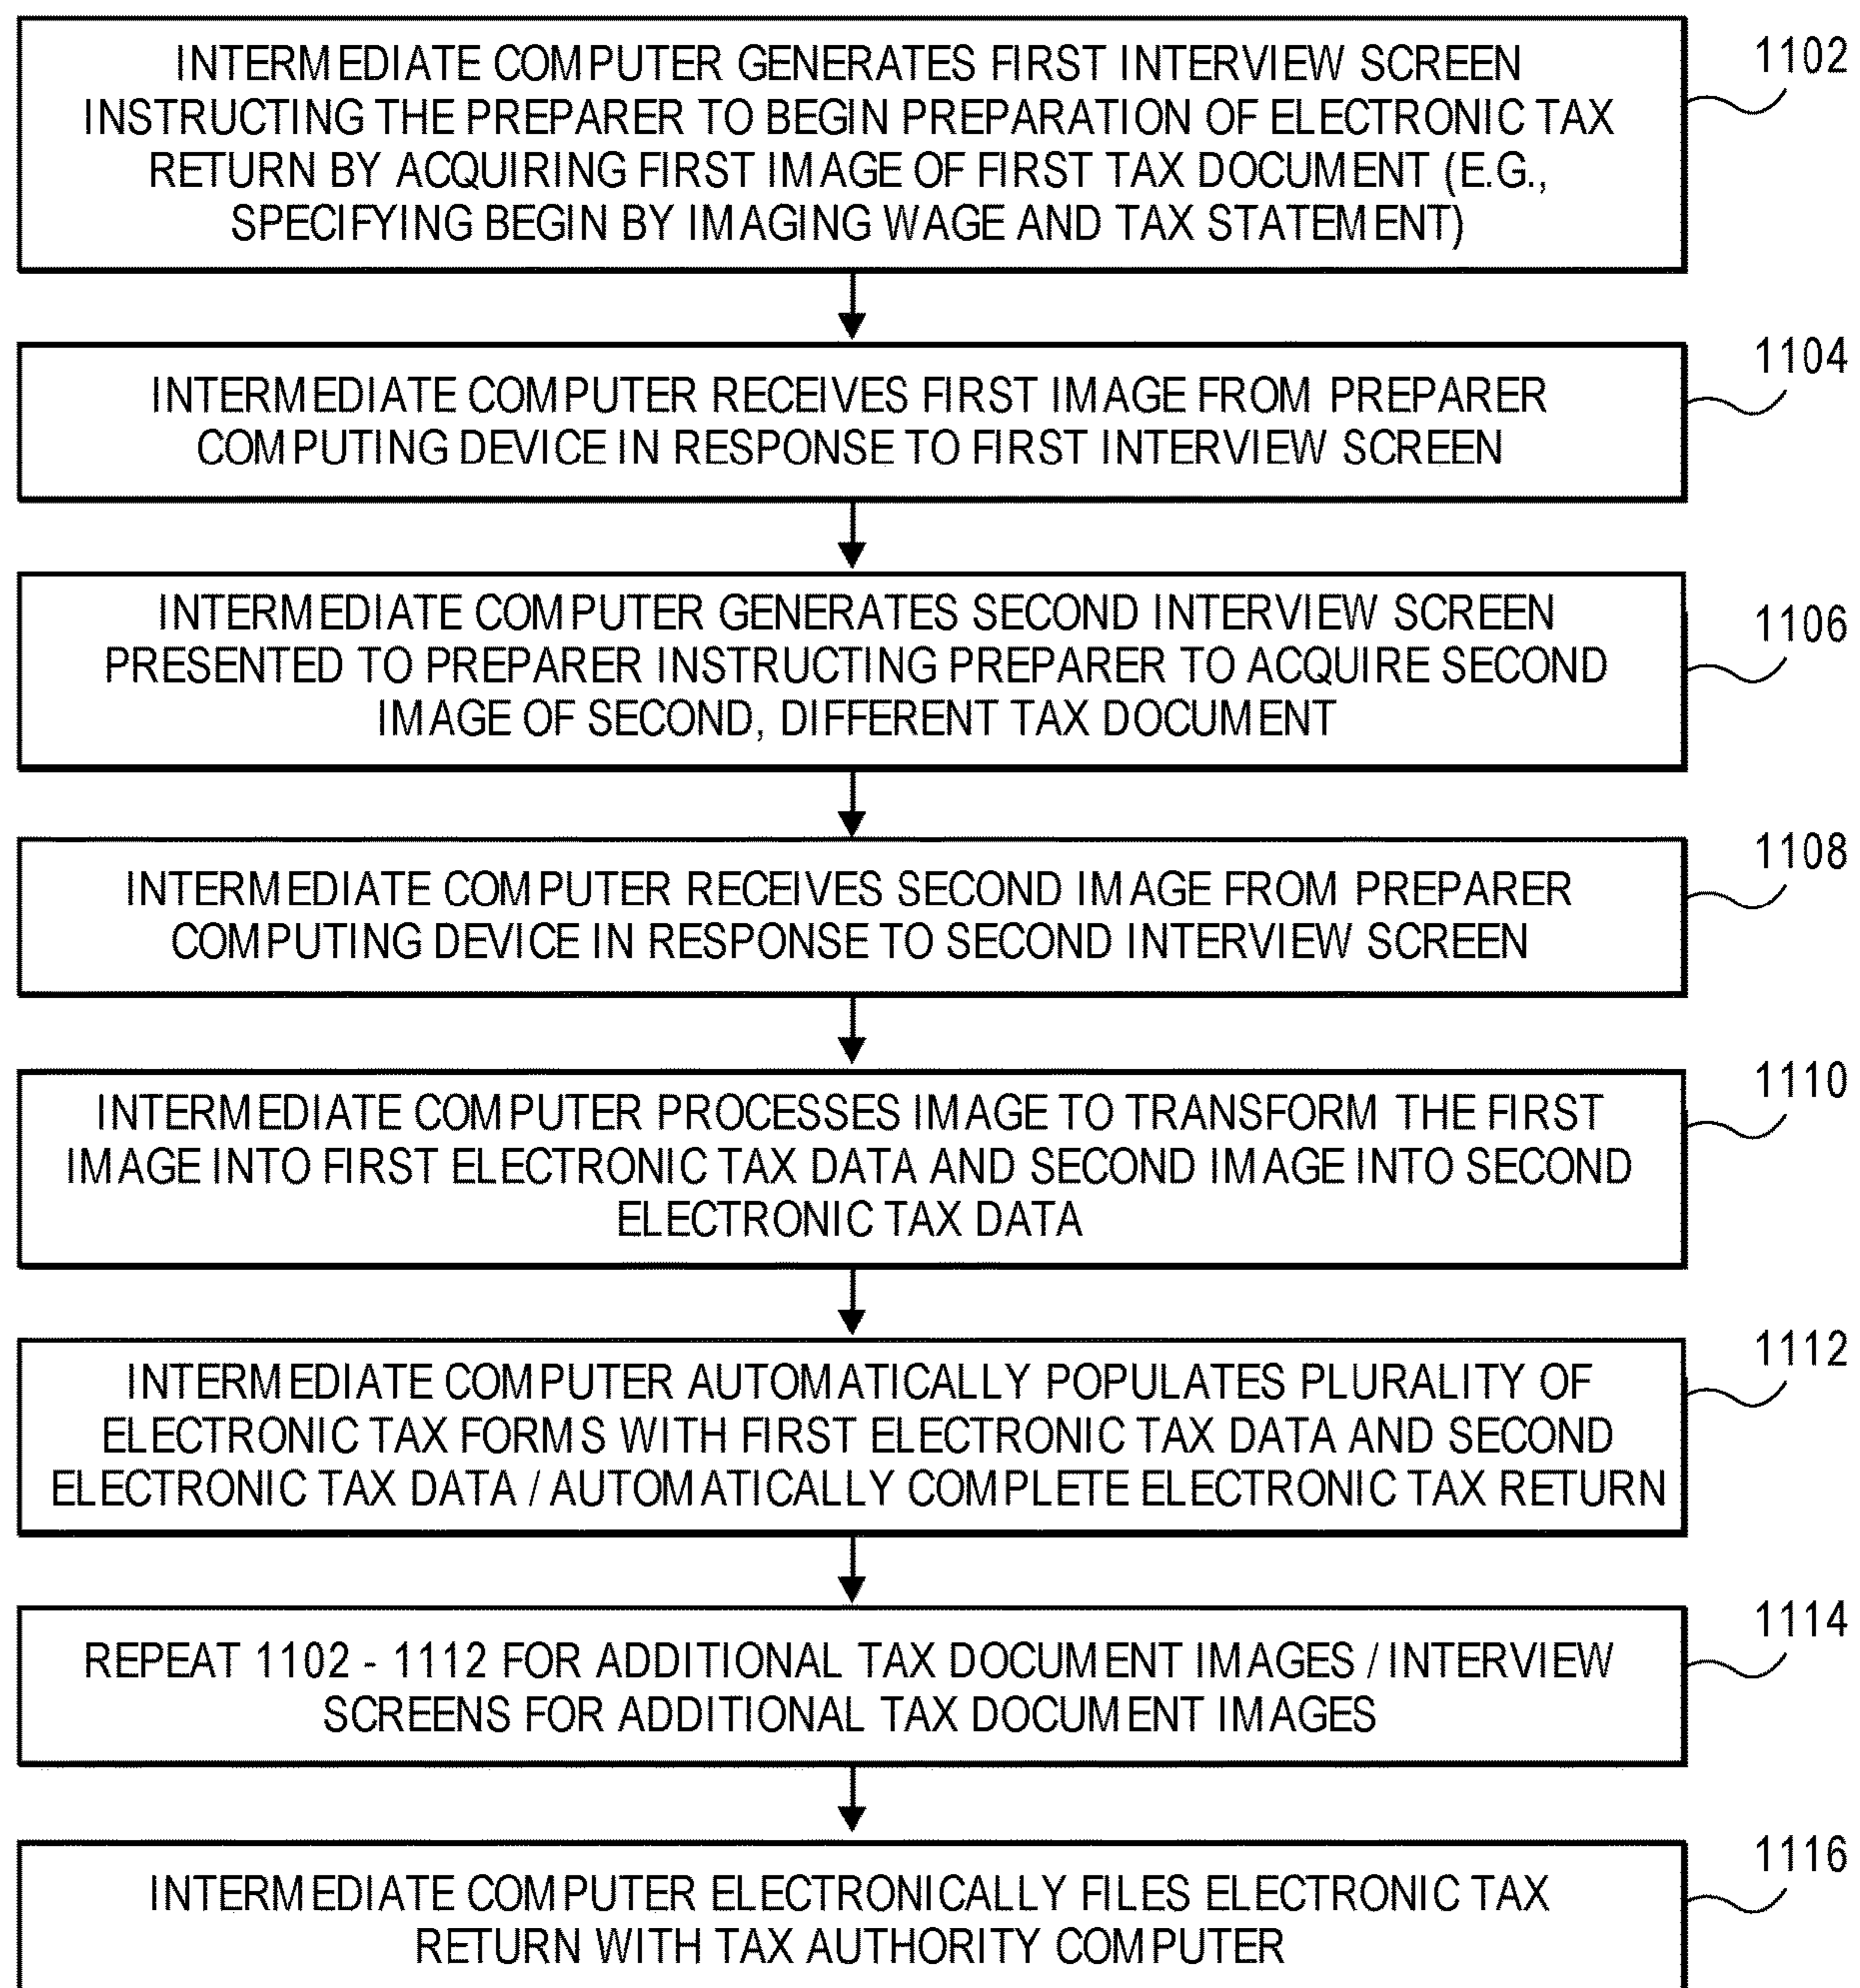 INTERMEDIATE COMPUTER GENERATES FIRST INTERVIEW SCREEN
INSTRUCTING THE PREPARER TO BEGIN PREPARATION OF ELECTRONIC TAX
RETURN BY ACQUIRING FIRST IMAGE OF FIRST TAX DOCUMENT (E.G.,
SPECIFYING BEGIN BY IMAGING WAGE AND TAX STATEMENT)
1102
INTERMEDIATE COMPUTER RECEIVES FIRST IMAGE FROM PREPARER
COMPUTING DEVICE IN RESPONSE TO FIRST INTERVIEW SCREEN
1104
INTERMEDIATE COMPUTER GENERATES SECOND INTERVIEW SCREEN
PRESENTED TO PREPARER INSTRUCTING PREPARER TO ACQUIRE SECOND
IMAGE OF SECOND, DIFFERENT TAX DOCUMENT
1106
INTERMEDIATE COMPUTER RECEIVES SECOND IMAGE FROM PREPARER
COMPUTING DEVICE IN RESPONSE TO SECOND INTERVIEW SCREEN
1108
INTERMEDIATE COMPUTER PROCESSES IMAGE TO TRANSFORM THE FIRST
IMAGE INTO FIRST ELECTRONIC TAX DATA AND SECOND IMAGE INTO SECOND
ELECTRONIC TAX DATA
1110
INTERMEDIATE COMPUTER AUTOMATICALLY POPULATES PLURALITY OF
ELECTRONIC TAX FORMS WITH FIRST ELECTRONIC TAX DATA AND SECOND
ELECTRONIC TAX DATA / AUTOMATICALLY COMPLETE ELECTRONIC TAX RETURN
1112
REPEAT 1102 - 1112 FOR ADDITIONAL TAX DOCUMENT IMAGES / INTERVIEW
SCREENS FOR ADDITIONAL TAX DOCUMENT IMAGES
1114
INTERMEDIATE COMPUTER ELECTRONICALLY FILES ELECTRONIC TAX
RETURN WITH TAX AUTHORITY COMPUTER
1116